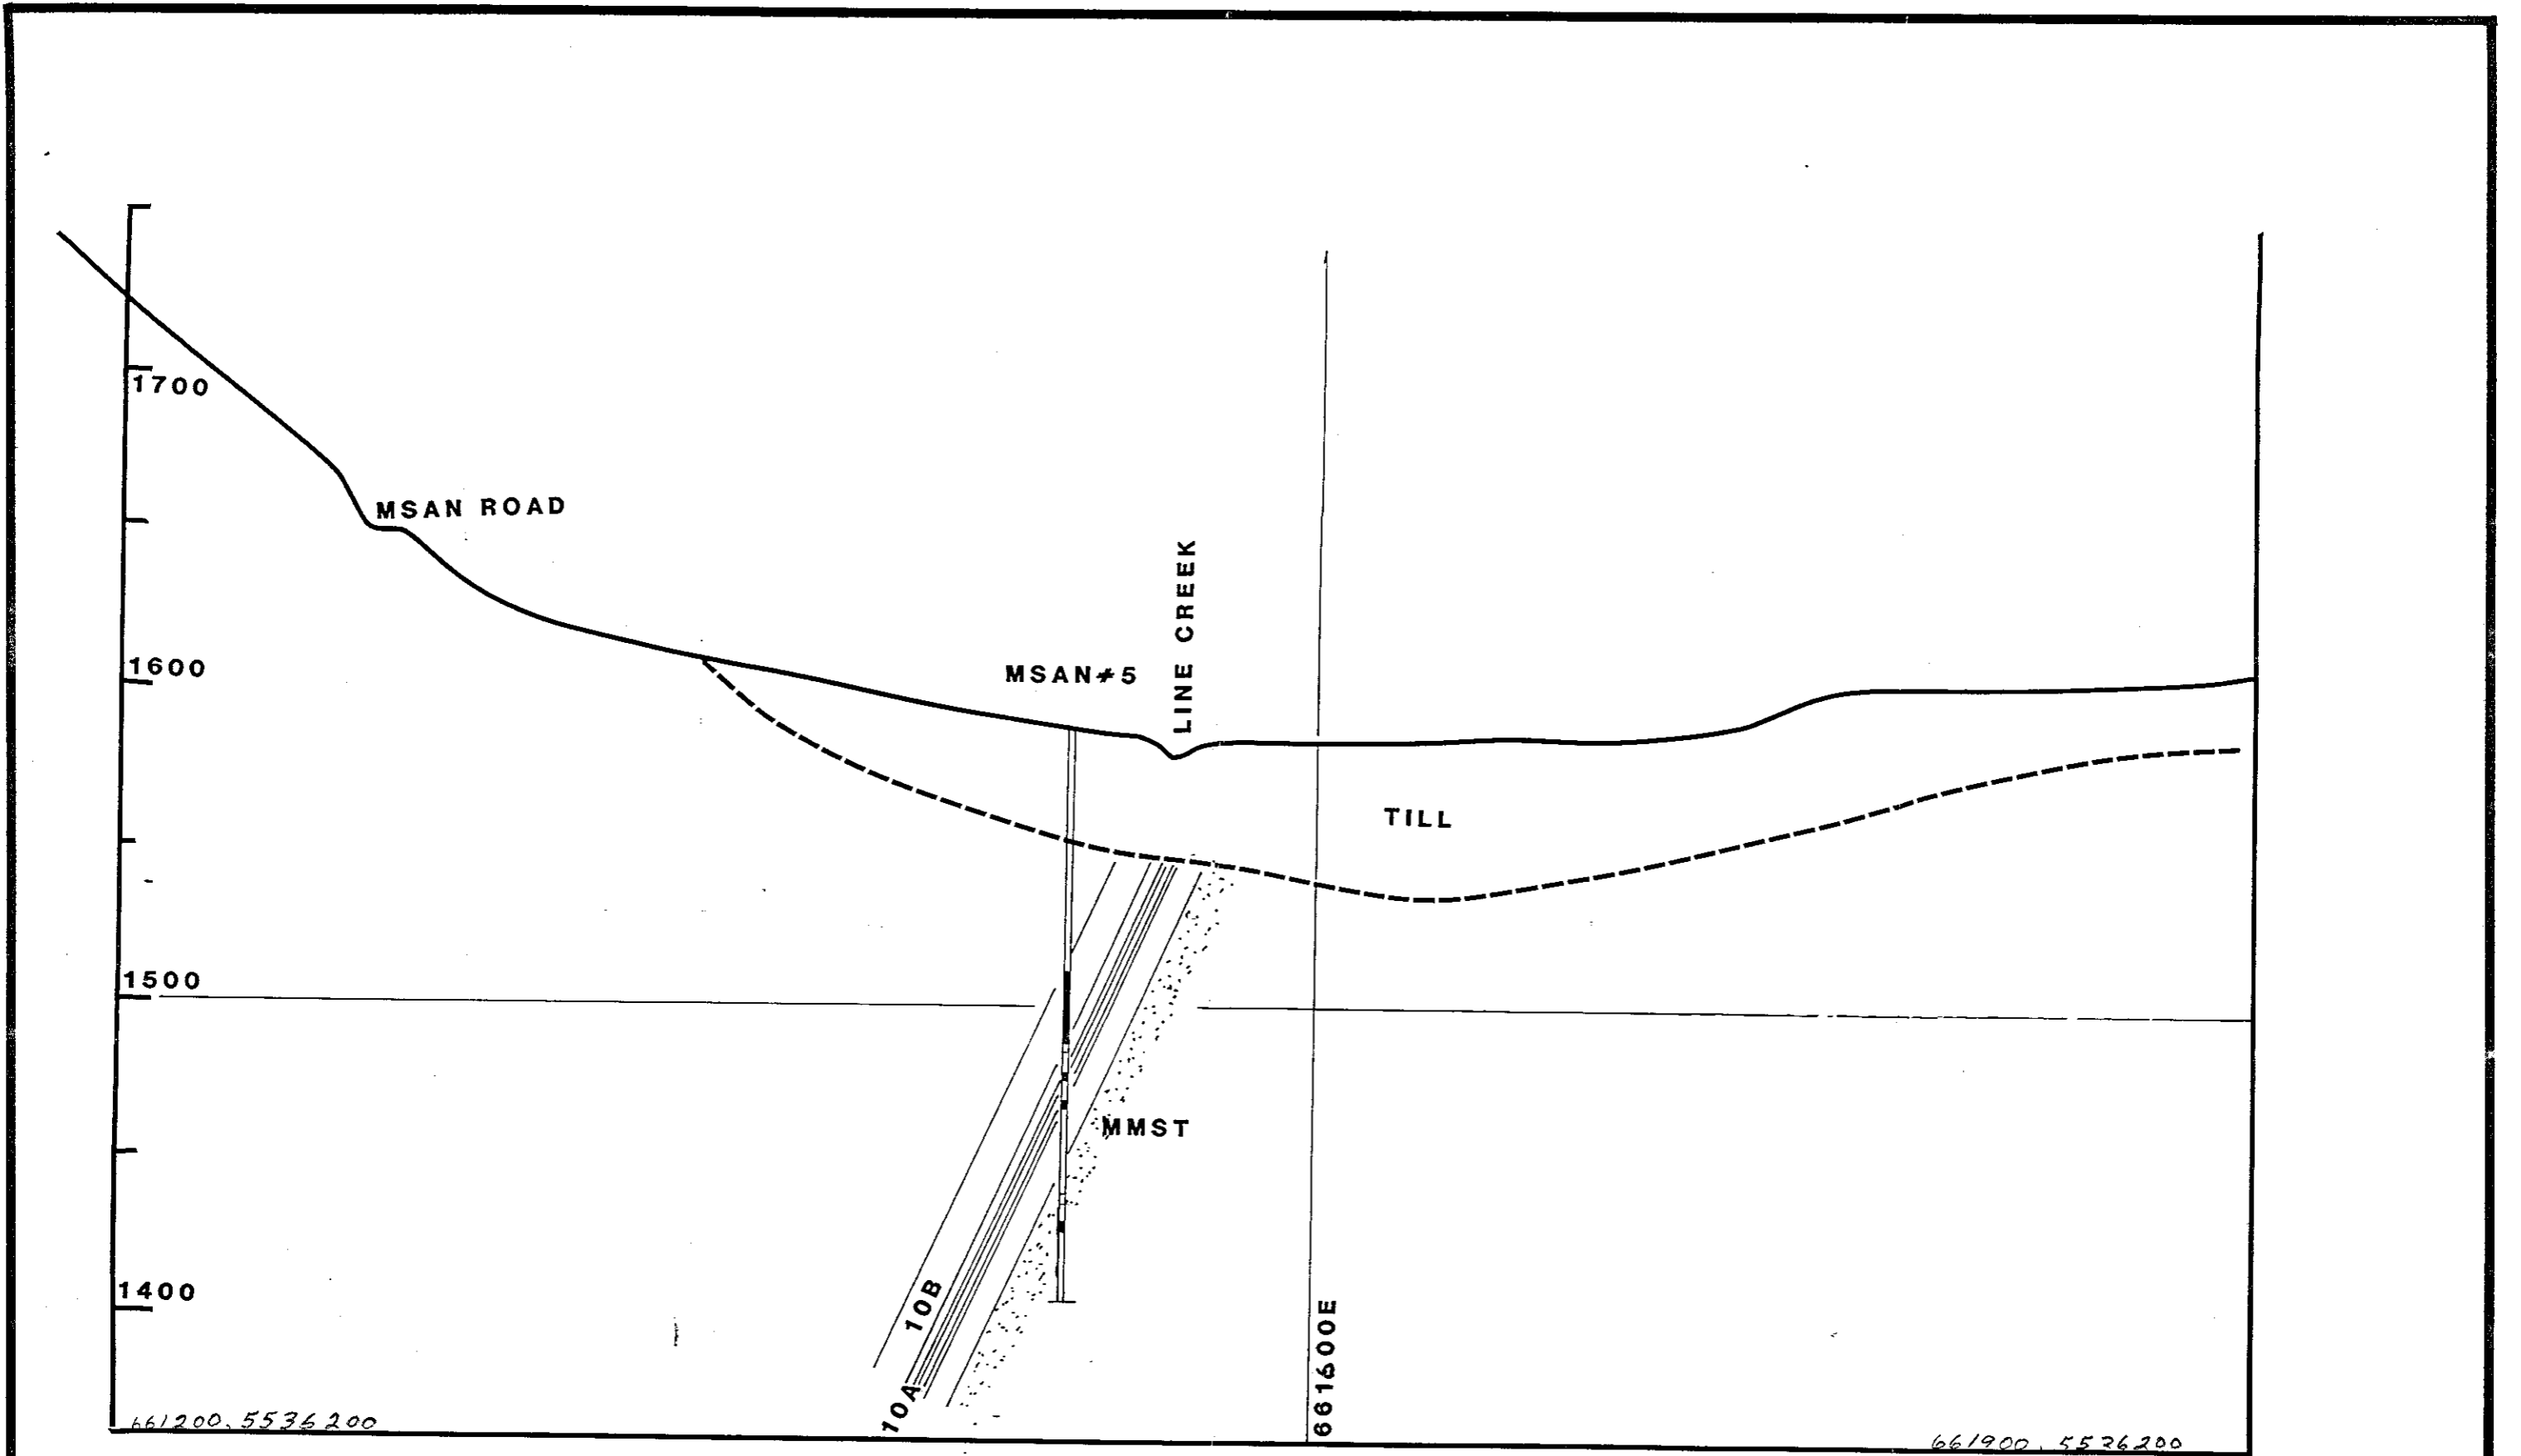 1700
MSAN ROAD
LINE CREEK
1600
MSAN#5
TILL
1500
MMST
1400
10B
10A
661600E
661200, 5536200
661900, 5536200